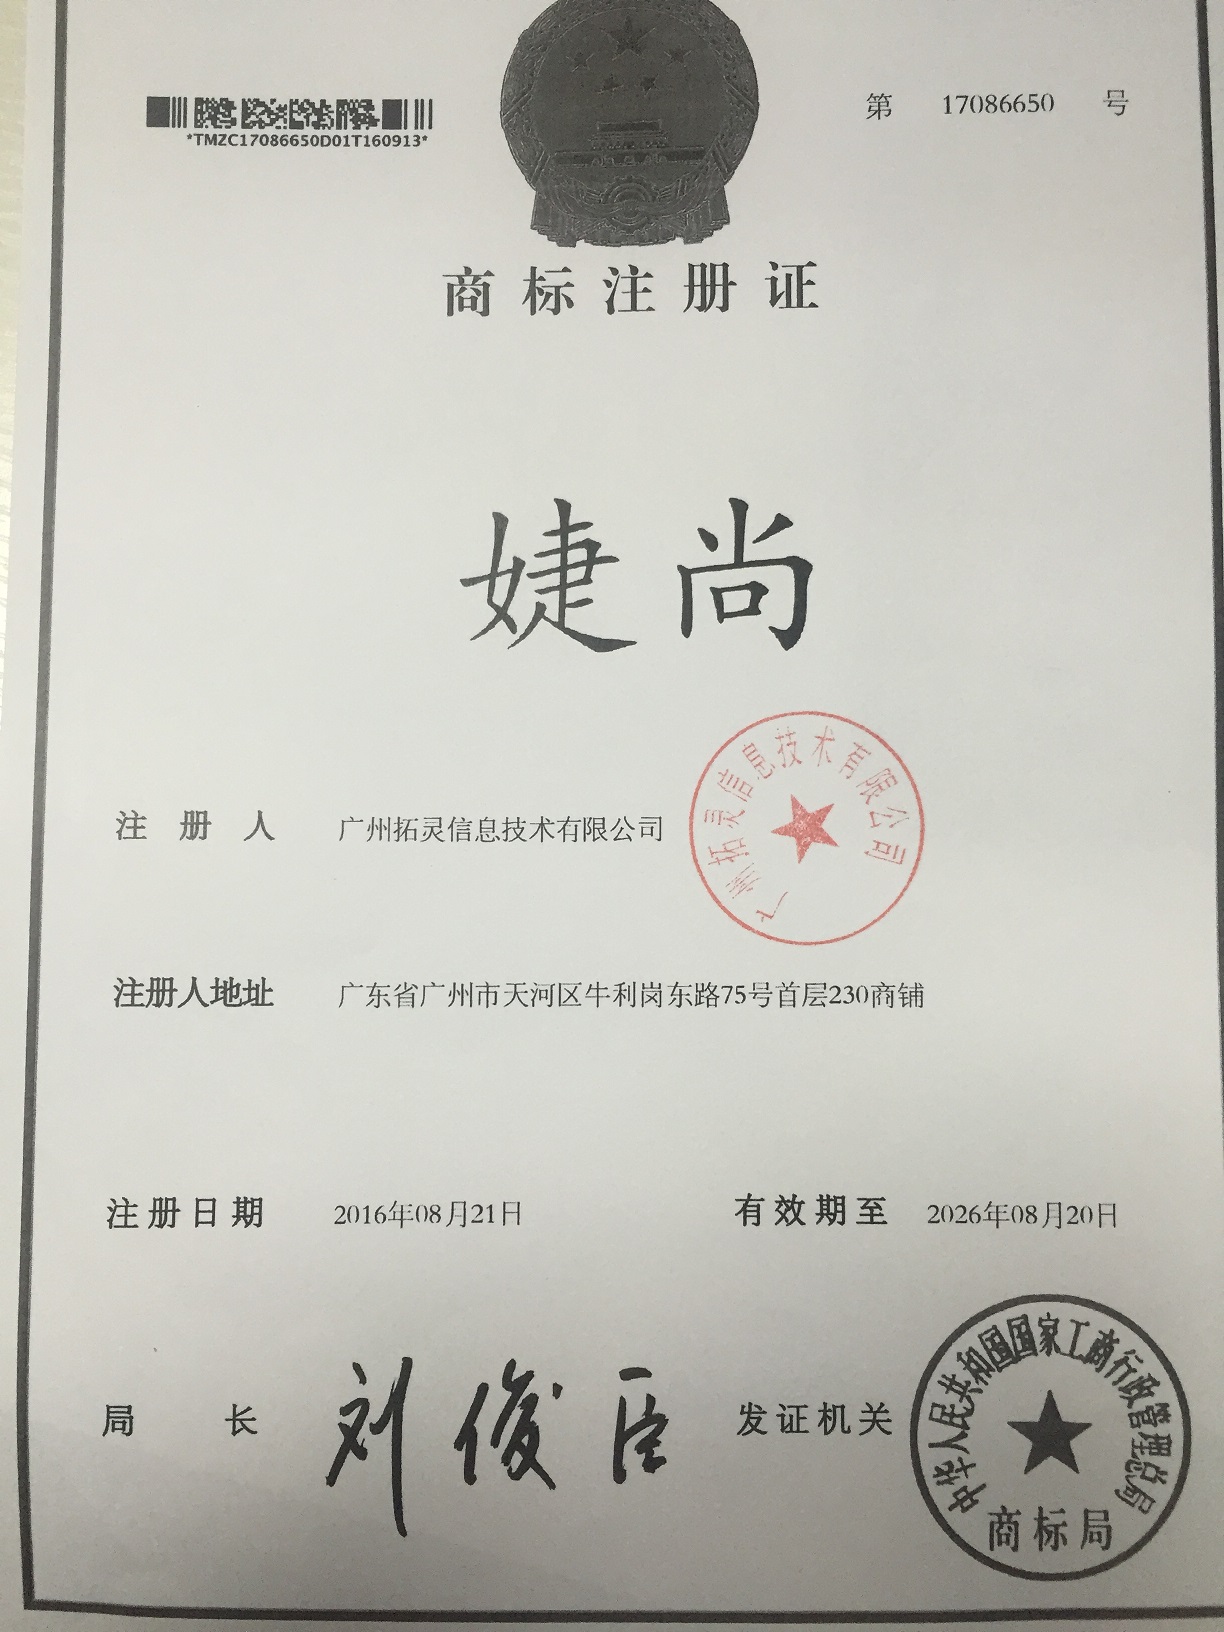 *TMZC17086650D01T160913*
第 17086650 号
商标注册证
婕尚
注册人 广州拓灵信息技术有限公司
广州拓灵信息技术有限公司
注册人地址 广东省广州市天河区牛利岗东路75号首层230商铺
注册日期 2016年08月21日 有效期至 2026年08月20日
局长 刘俊臣 发证机关
中华人民共和国国家工商行政管理总局
商标局